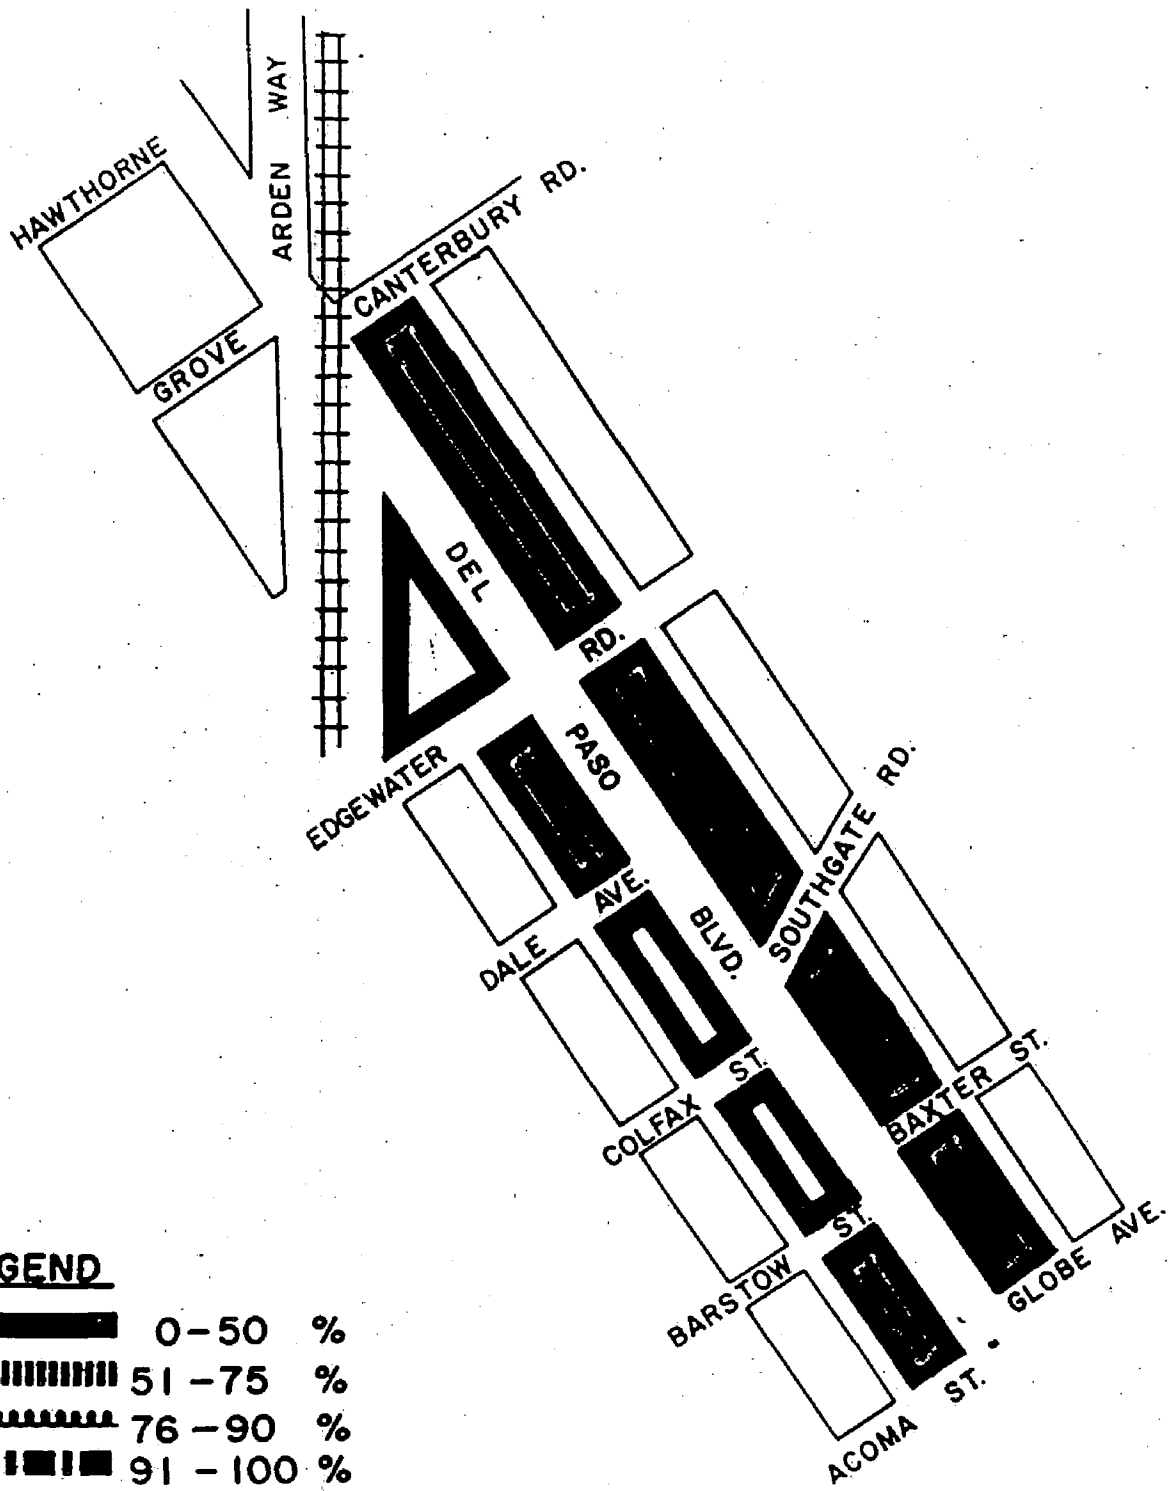 HAWTHORNE
ARDEN WAY
CANTERBURY RD.
GROVE
DEL PASO BLVD.
EDGEWATER RD.
DALE AVE.
SOUTHGATE RD.
COLFAX ST.
BAXTER ST.
BARSTOW ST.
GLOBE AVE.
ACOMA ST.
GEND
0-50 %
51-75 %
76-90 %
91-100 %